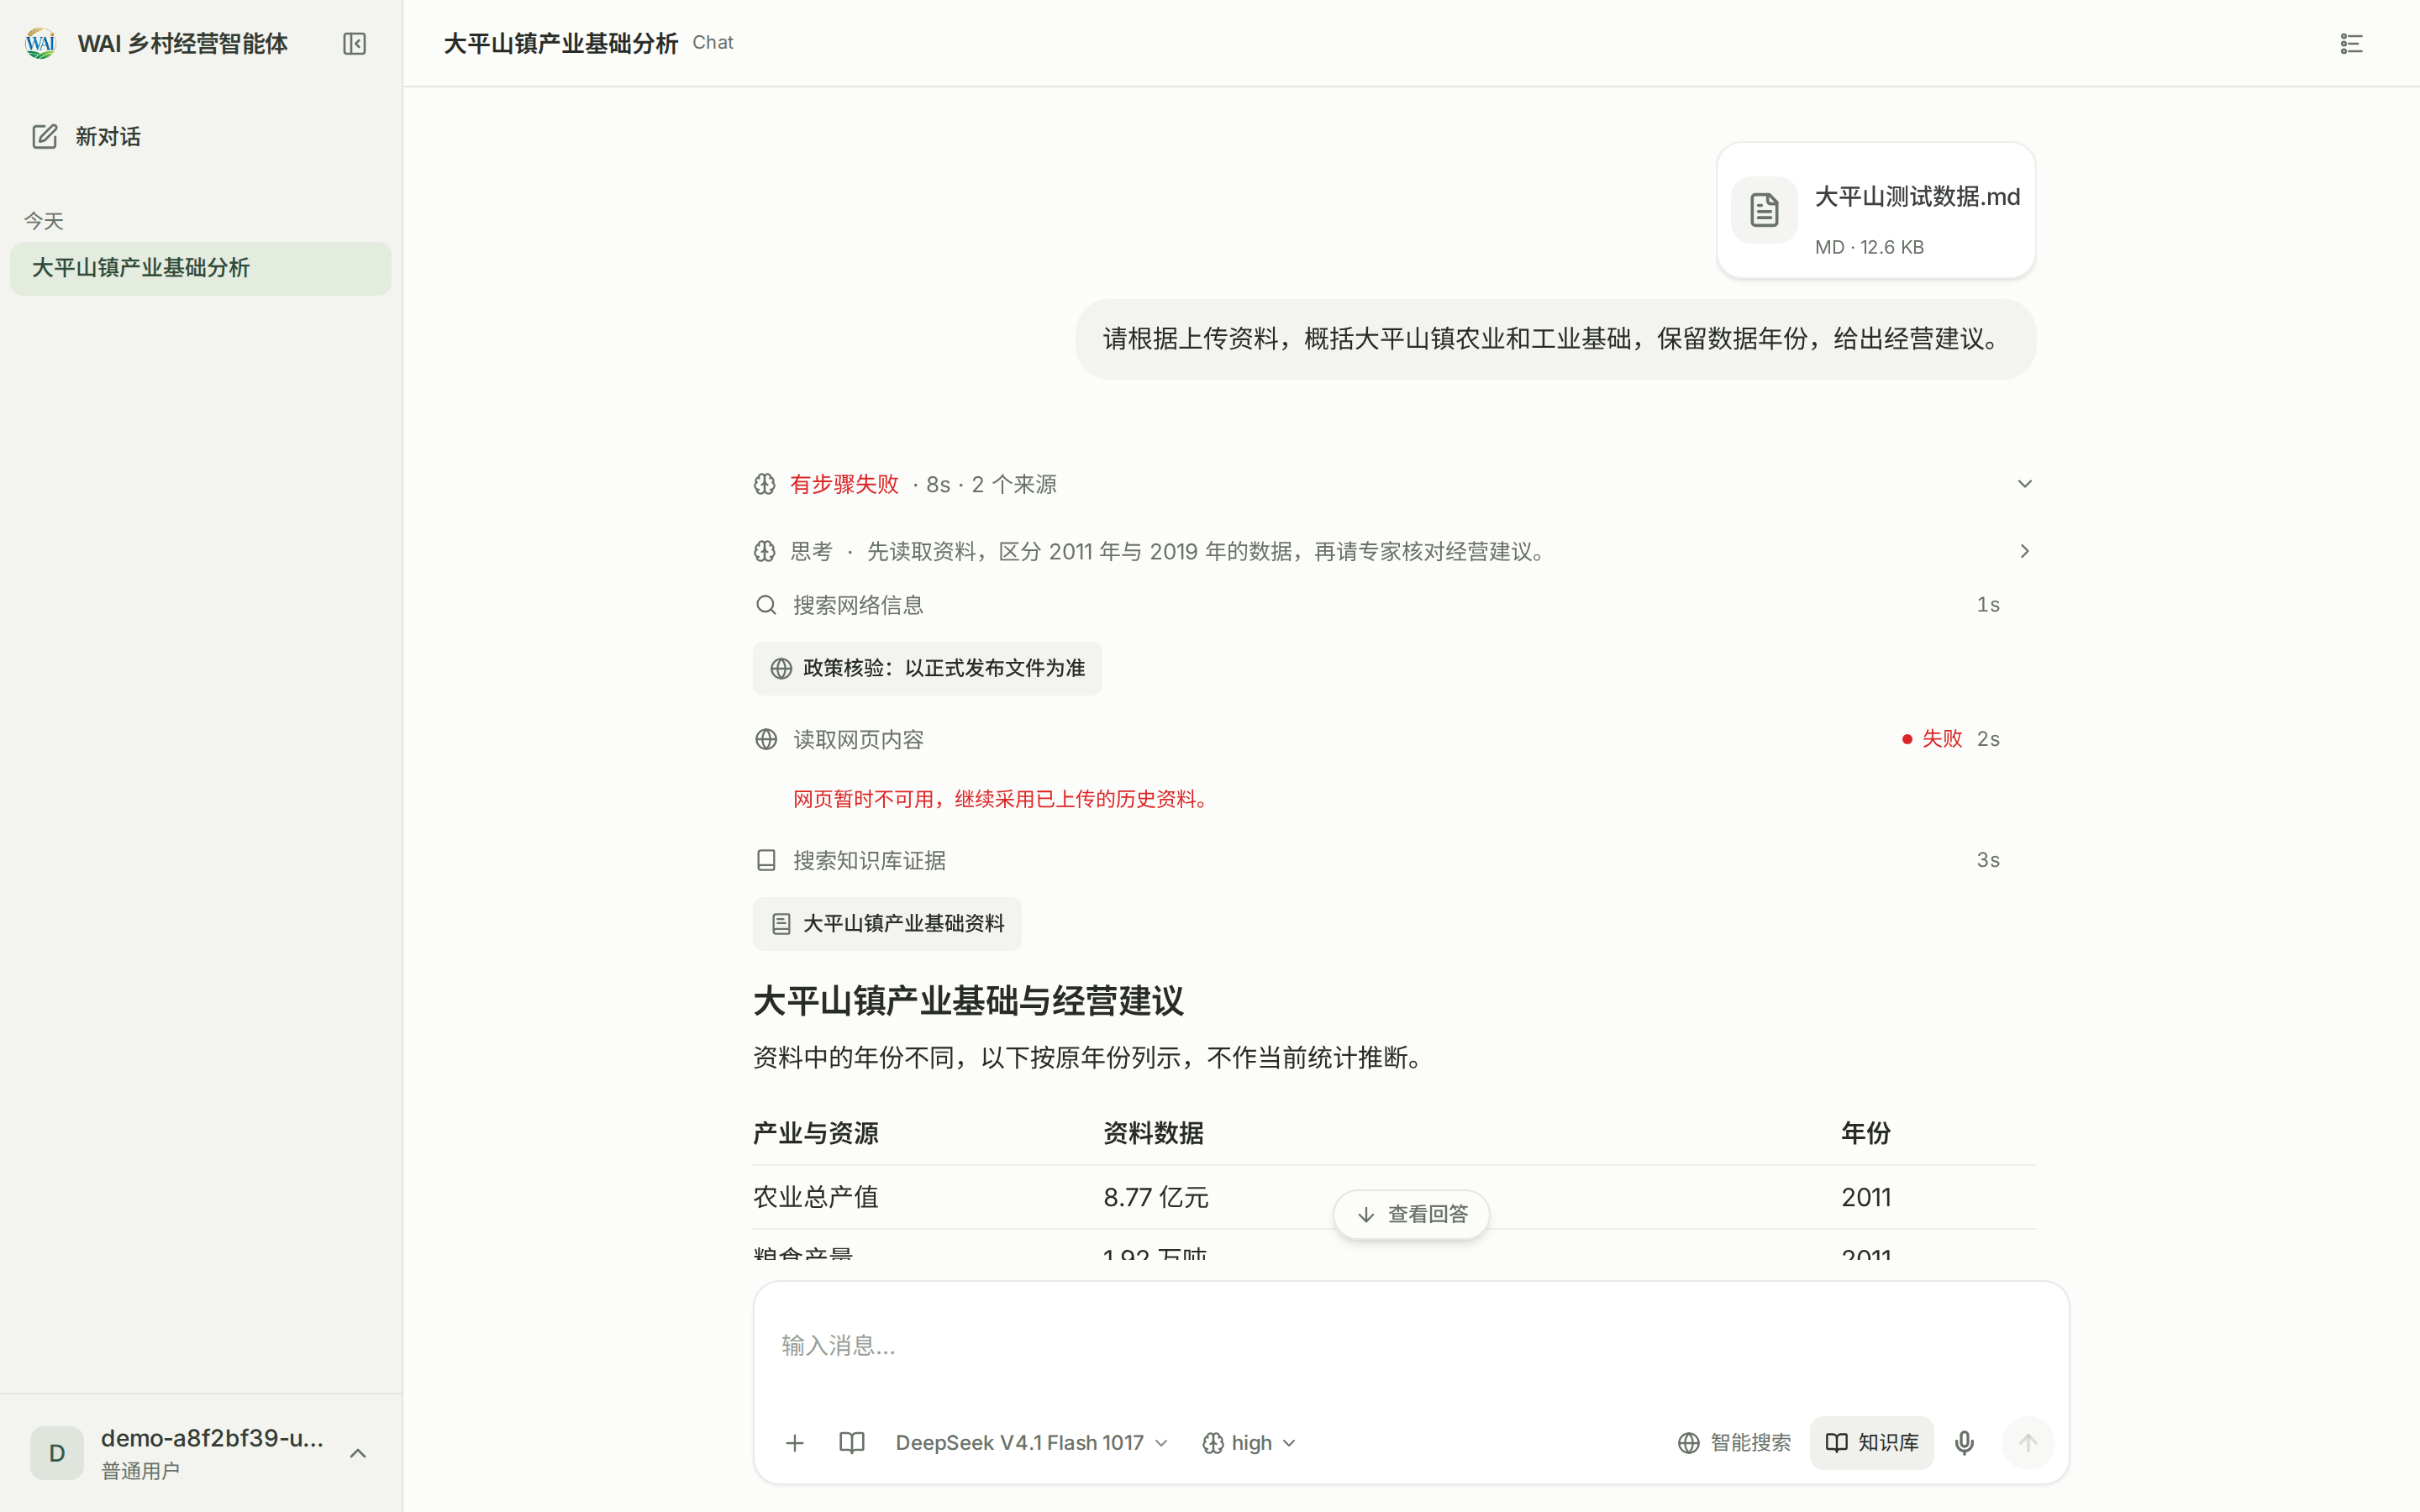 WAI 乡村经营智能体
新对话
今天
大平山镇产业基础分析
大平山镇产业基础分析 Chat
大平山测试数据.md
MD · 12.6 KB
请根据上传资料，概括大平山镇农业和工业基础，保留数据年份，给出经营建议。
有步骤失败 · 8s · 2 个来源
思考 · 先读取资料，区分 2011 年与 2019 年的数据，再请专家核对经营建议。
搜索网络信息 1s
政策核验：以正式发布文件为准
读取网页内容 失败 2s
网页暂时不可用，继续采用已上传的历史资料。
搜索知识库证据 3s
大平山镇产业基础资料
大平山镇产业基础与经营建议
资料中的年份不同，以下按原年份列示，不作当前统计推断。
产业与资源 资料数据 年份
农业总产值 8.77 亿元 2011
查看回答
粮食产量 1.92 万吨 2011
输入消息...
DeepSeek V4.1 Flash 1017 high 智能搜索 知识库
D
demo-a8f2bf39-u...
普通用户